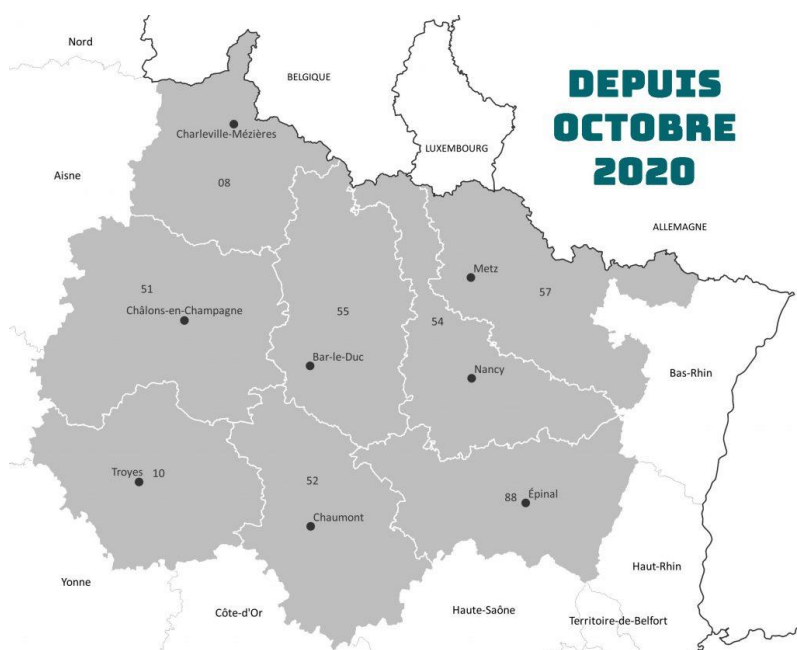 Nord
BELGIQUE
DEPUIS
OCTOBRE
2020
Charleville-Mézières
LUXEMBOURG
Aisne
08
ALLEMAGNE
Metz
51
57
Châlons-en-Champagne
55
54
Bar-le-Duc
Nancy
Bas-Rhin
Troyes 10
52
88 Épinal
Chaumont
Haut-Rhin
Yonne
Côte-d'Or
Haute-Saône
Territoire-de-Belfort